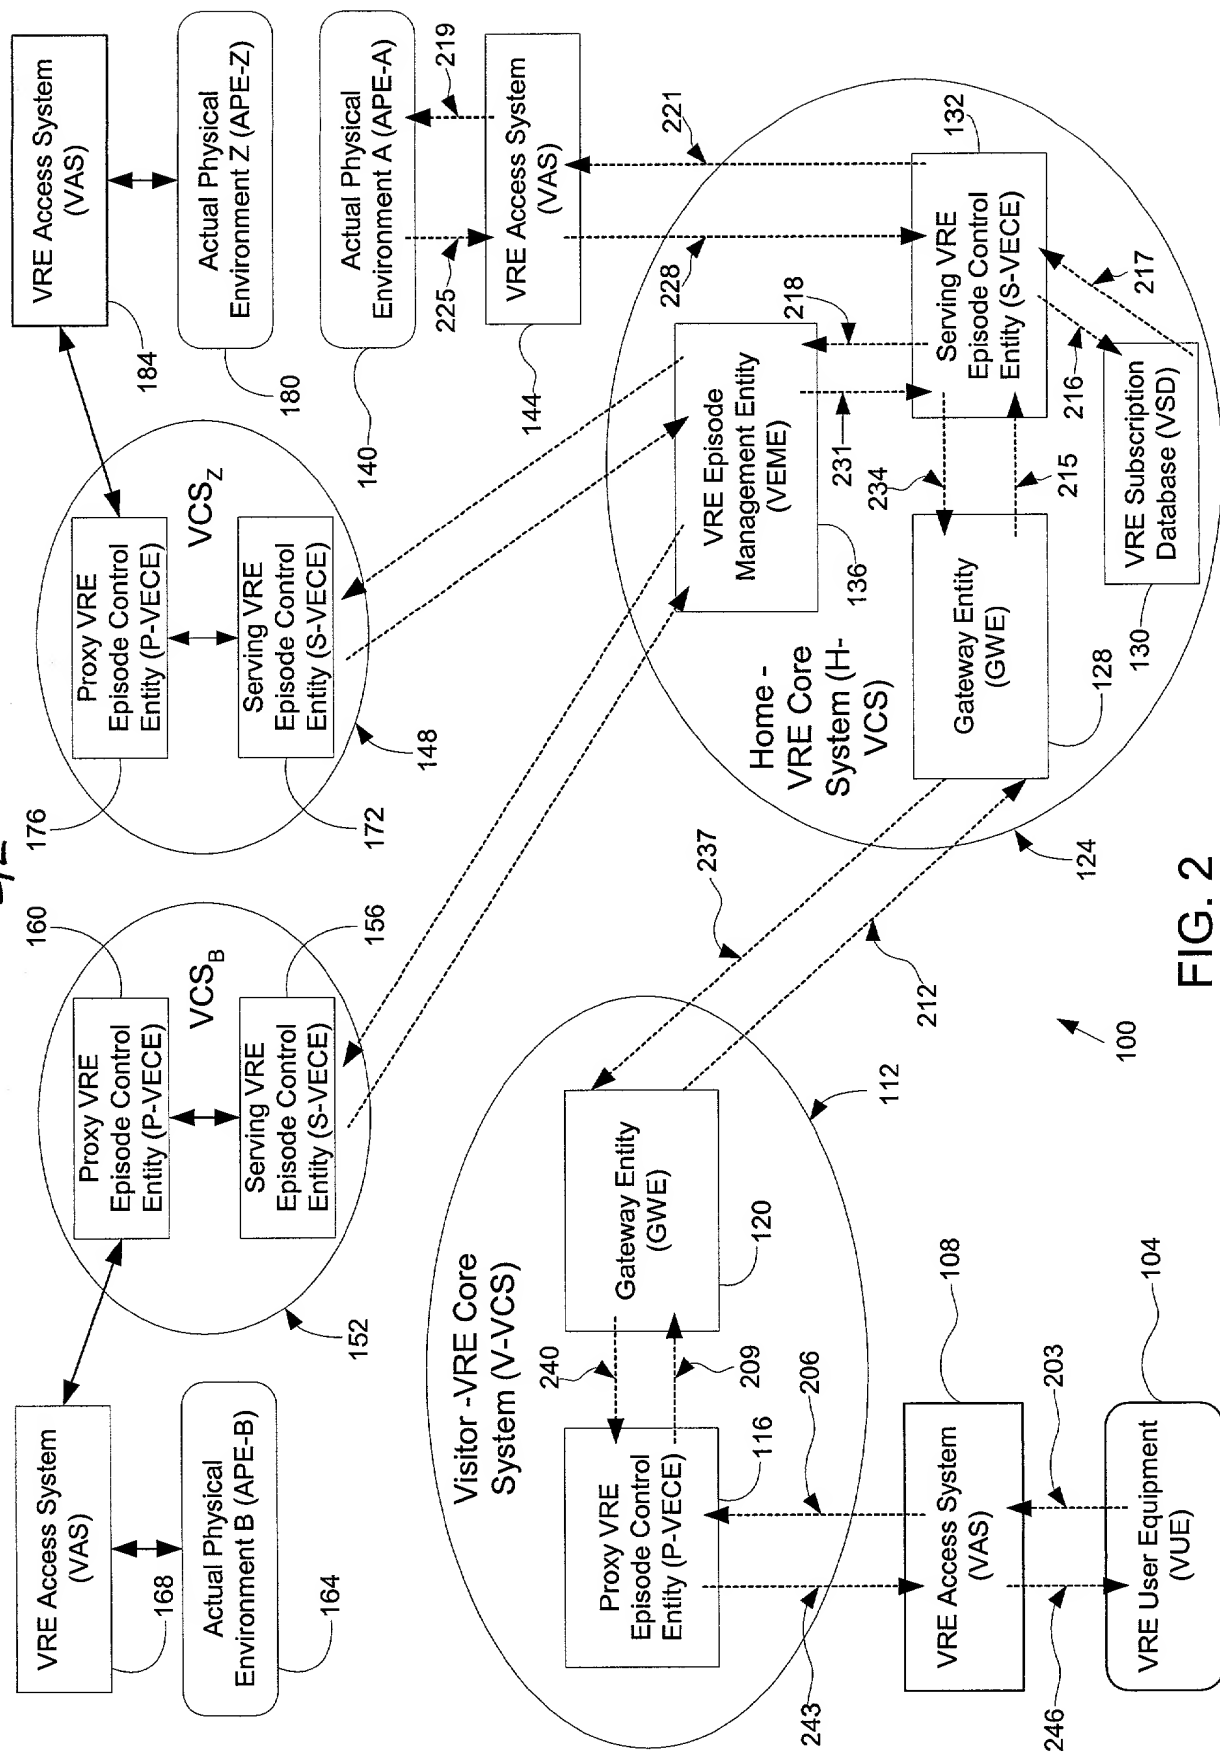 VRE Access System
(VAS)
168
Actual Physical
Environment B (APE-B)
164
160
Proxy VRE
Episode Control
Entity (P-VECE)
VCS_B
Serving VRE
Episode Control
Entity (S-VECE)
156
152
176
Proxy VRE
Episode Control
Entity (P-VECE)
VCS_Z
Serving VRE
Episode Control
Entity (S-VECE)
172
148
VRE Access System
(VAS)
184
Actual Physical
Environment Z (APE-Z)
180
Actual Physical
Environment A (APE-A)
140
225
219
VRE Access System
(VAS)
144
Visitor -VRE Core
System (V-VCS)
Proxy VRE
Episode Control
Entity (P-VECE)
116
240
209
Gateway Entity
(GWE)
120
112
237
212
243
206
VRE Access System
(VAS)
108
246
203
VRE User Equipment
(VUE)
104
228
221
VRE Episode
Management Entity
(VEME)
136
231
218
Home -
VRE Core
System (H-
VCS)
Gateway Entity
(GWE)
128
234
215
Serving VRE
Episode Control
Entity (S-VECE)
132
216
217
VRE Subscription
Database (VSD)
130
124
100
FIG. 2